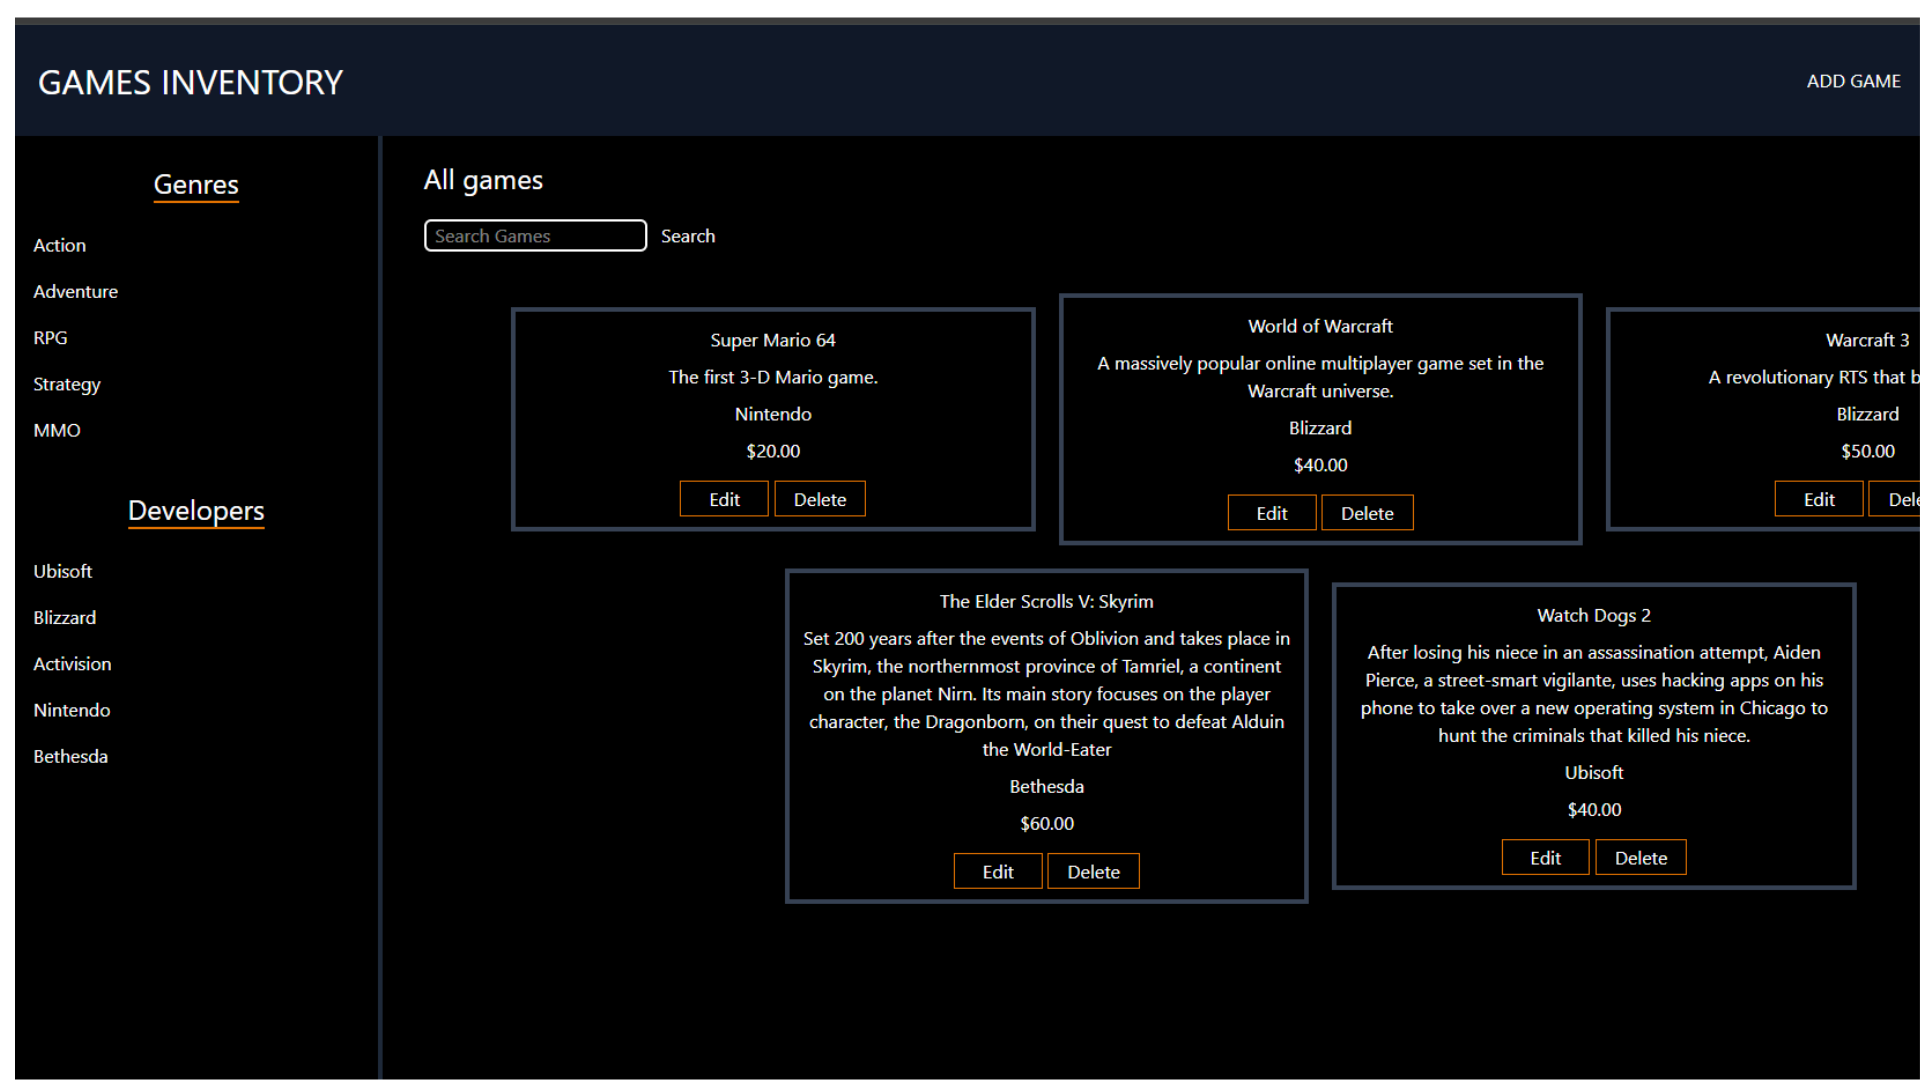 GAMES INVENTORY
ADD GAME
Genres
Action
Adventure
RPG
Strategy
MMO
Developers
Ubisoft
Blizzard
Activision
Nintendo
Bethesda
All games
Search Games
Search
Super Mario 64
The first 3-D Mario game.
Nintendo
$20.00
Edit
Delete
World of Warcraft
A massively popular online multiplayer game set in the
Warcraft universe.
Blizzard
$40.00
Edit
Delete
Warcraft 3
A revolutionary RTS that
Blizzard
$50.00
Edit
The Elder Scrolls V: Skyrim
Set 200 years after the events of Oblivion and takes place in
Skyrim, the northernmost province of Tamriel, a continent
on the planet Nirn. Its main story focuses on the player
character, the Dragonborn, on their quest to defeat Alduin
the World-Eater
Bethesda
$60.00
Edit
Delete
Watch Dogs 2
After losing his niece in an assassination attempt, Aiden
Pierce, a street-smart vigilante, uses hacking apps on his
phone to take over a new operating system in Chicago to
hunt the criminals that killed his niece.
Ubisoft
$40.00
Edit
Delete